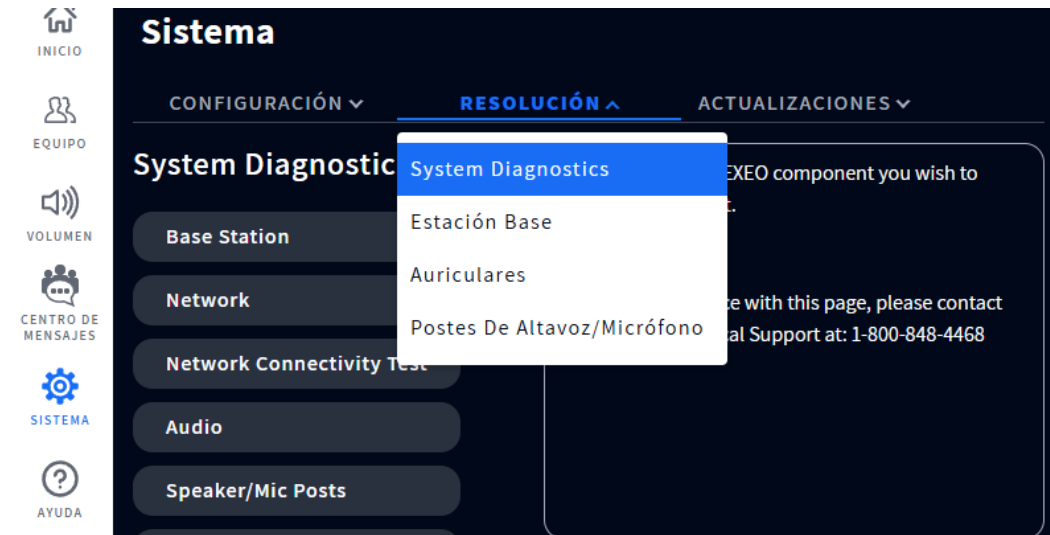 INICIO
EQUIPO
VOLUMEN
CENTRO DE
MENSAJES
SISTEMA
AYUDA
Sistema
CONFIGURACIÓN
RESOLUCIÓN
ACTUALIZACIONES
System Diagnostic
System Diagnostics
Estación Base
Auriculares
Postes De Altavoz/Micrófono
Base Station
Network
Network Connectivity Test
Audio
Speaker/Mic Posts
EXEO component you wish to
with this page, please contact
Support at: 1-800-848-4468